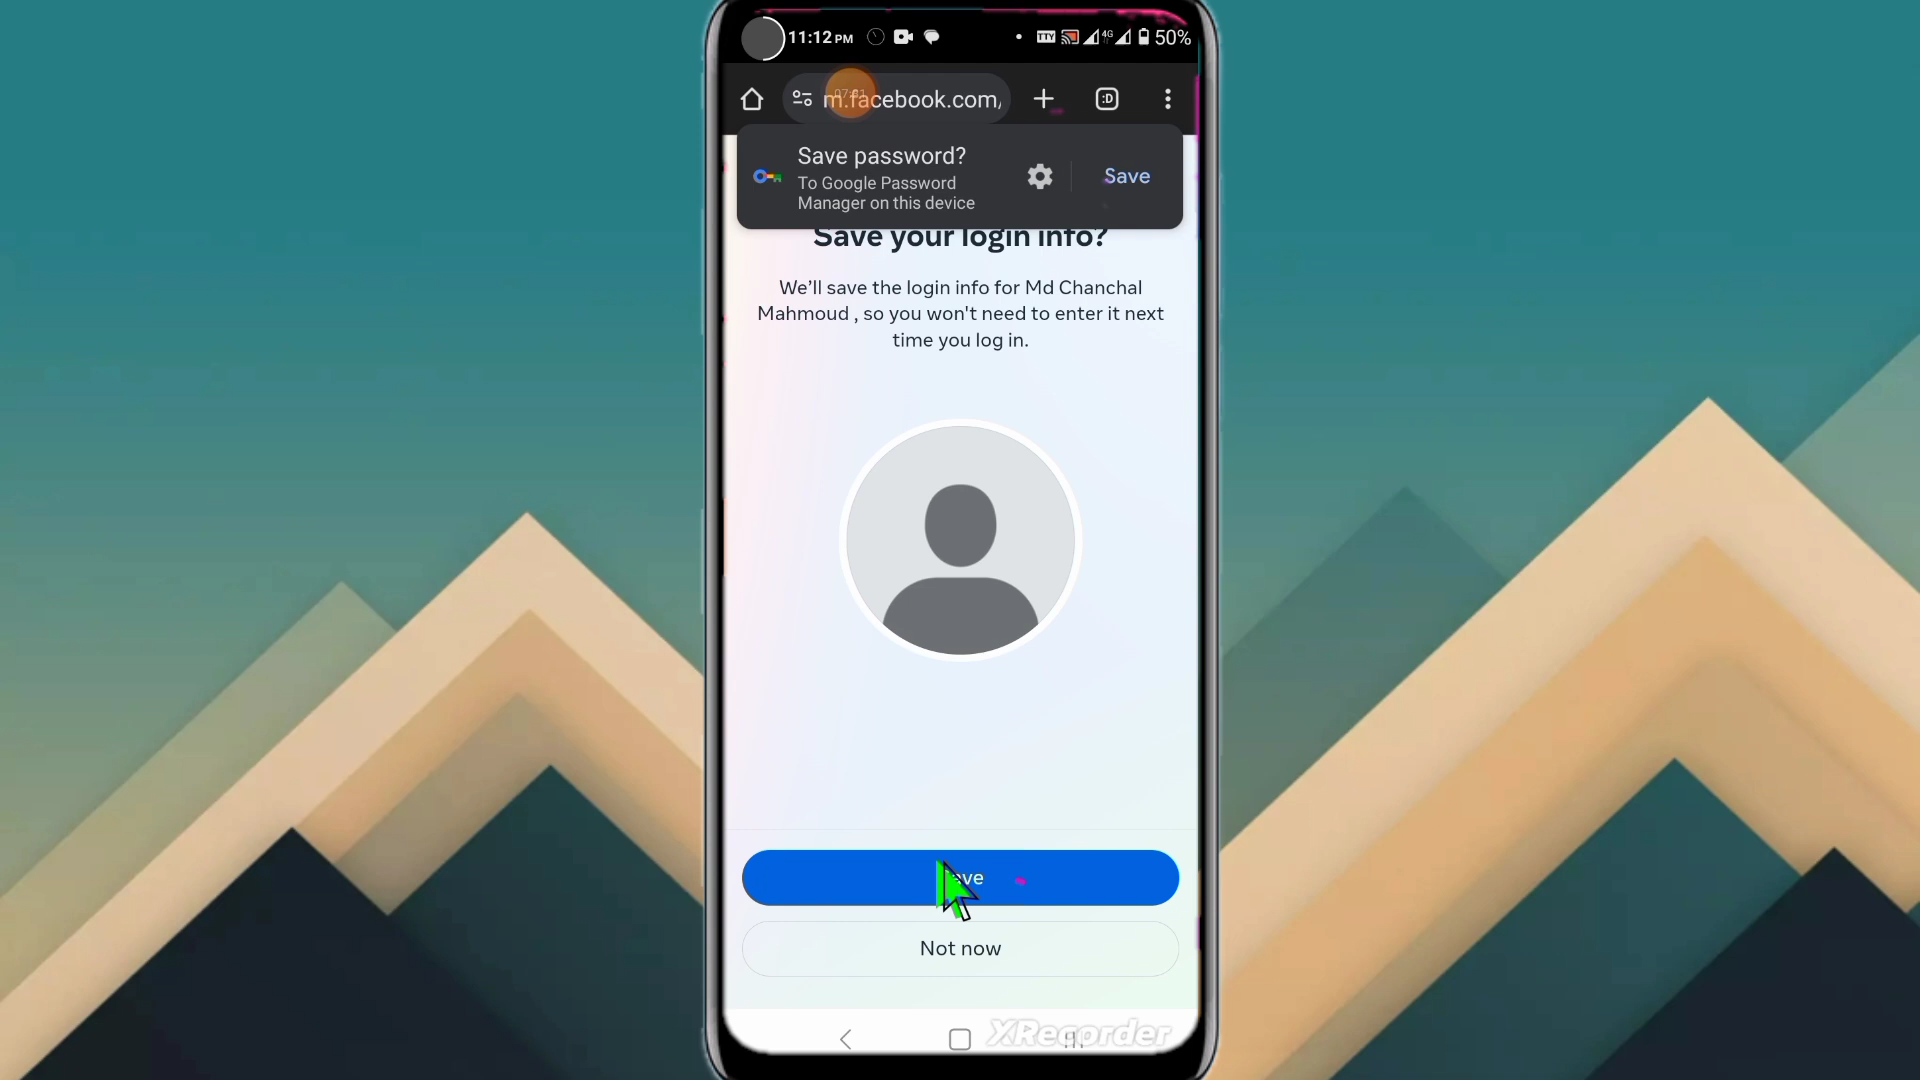 11:12 PM
TTY
4G
50%
m.facebook.com/
:D
Save password?
To Google Password
Manager on this device
Save
Save your login info?
We'll save the login info for Md Chanchal
Mahmoud , so you won't need to enter it next
time you log in.
Not now
XRecorder